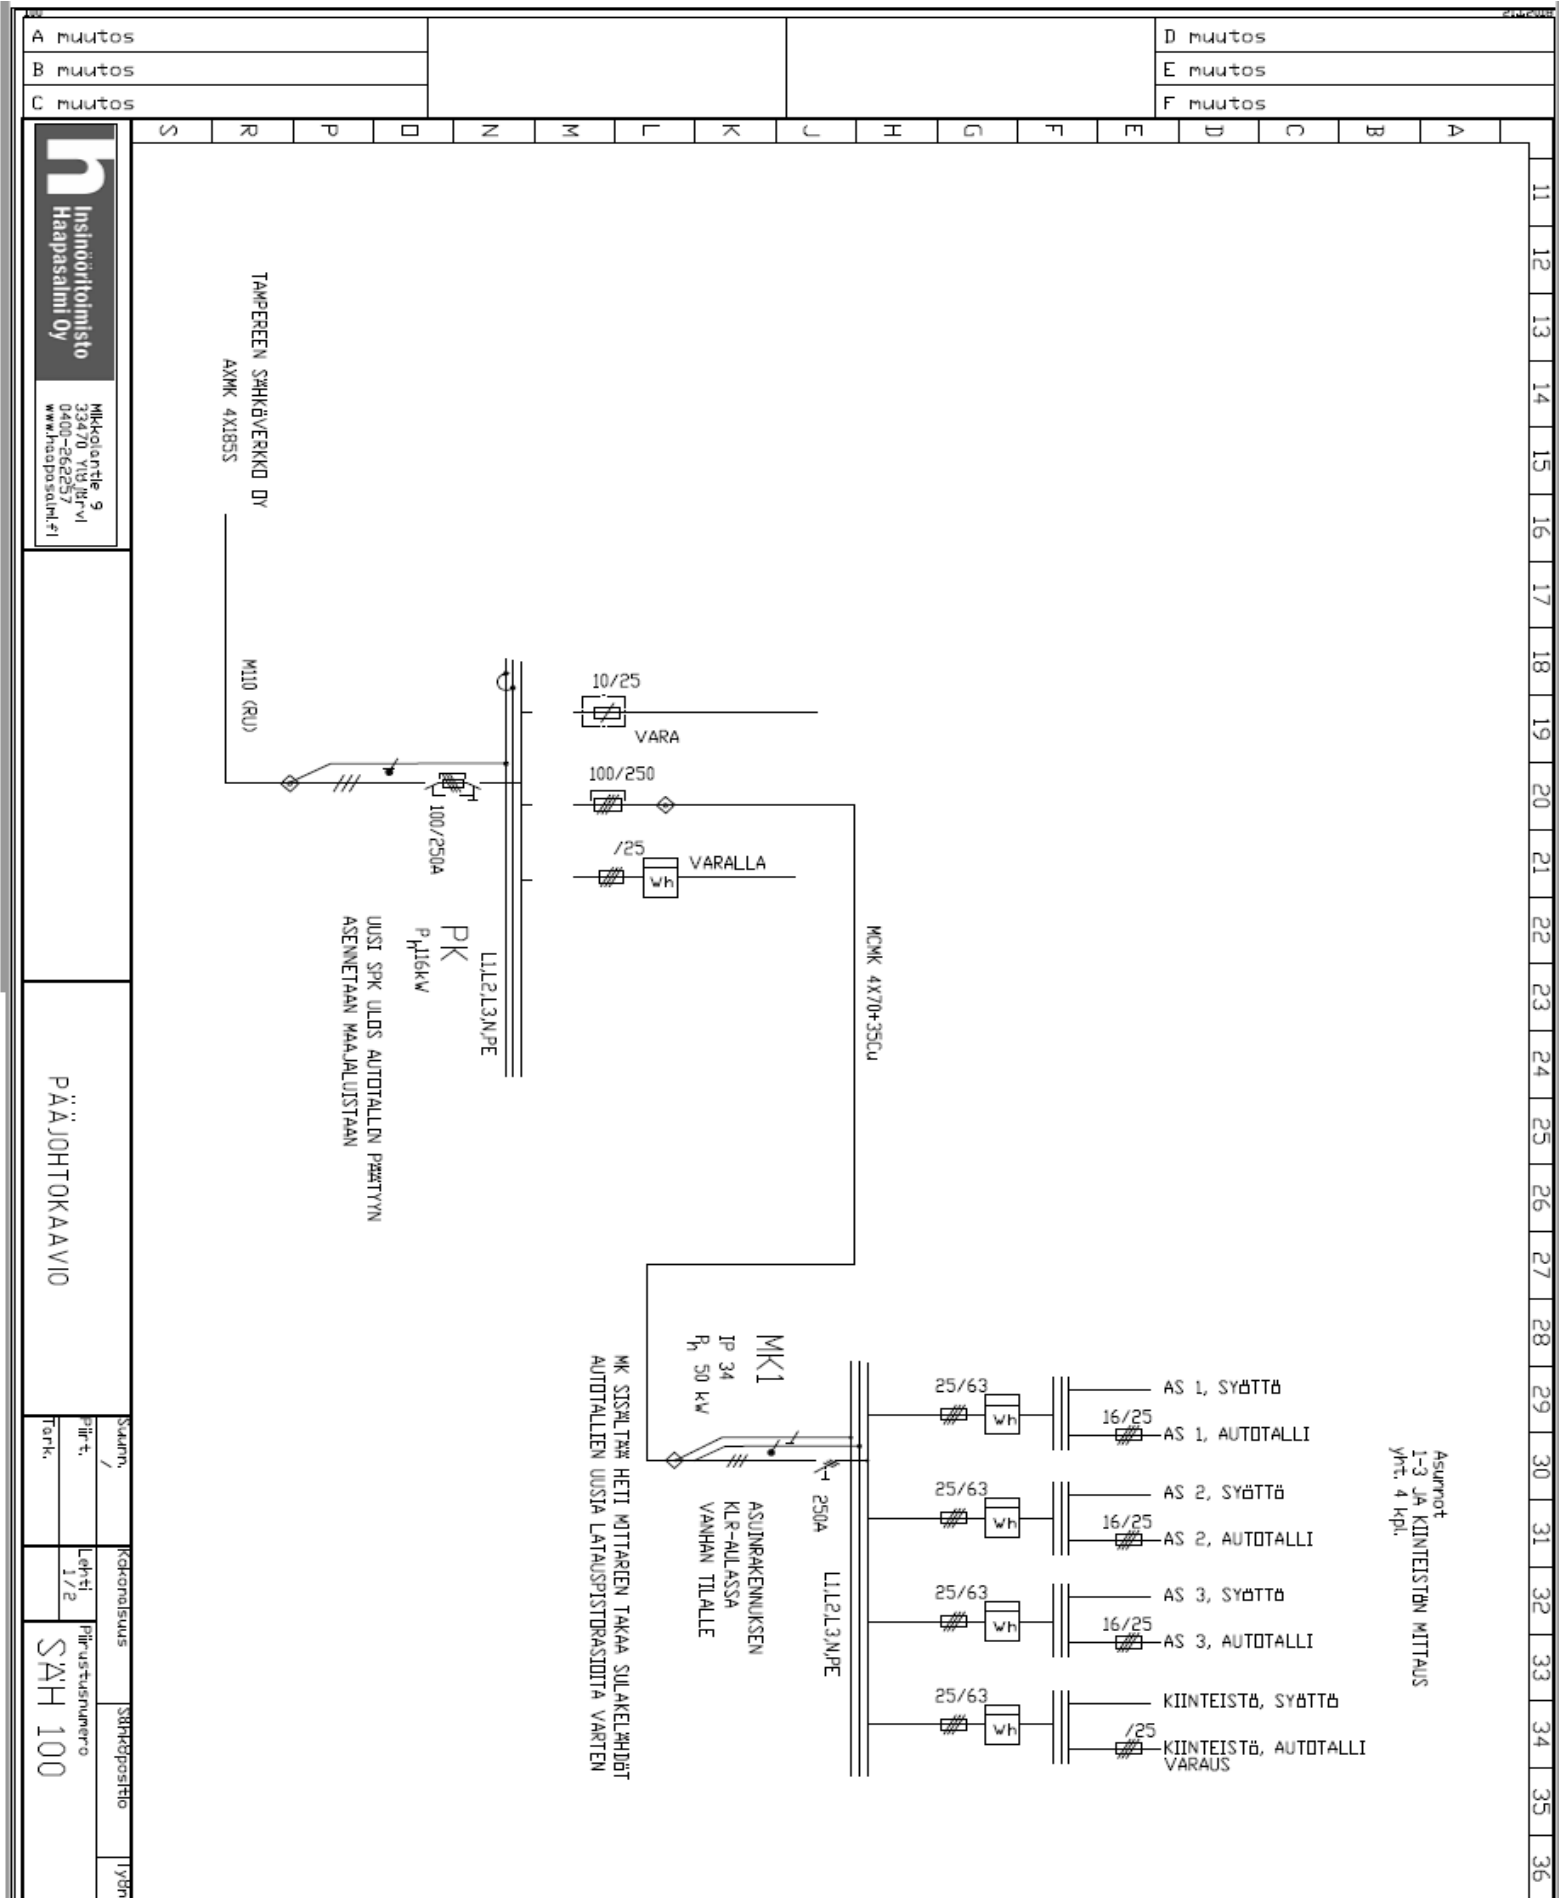 A muutos
B muutos
C muutos
D muutos
E muutos
F muutos
S R P O N M L K J H G F E D C B A
11
12
13
14
15
16
17
18
19
20
21
22
23
24
25
26
27
28
29
30
31
32
33
34
35
36
h
Insinööritoimisto
Haapasalmi Oy
Mikkolantie 9
33470 Ylöjärvi
0400-262257
www.haapasalmi.fi
TAMPEREEN SÄHKÖVERKKO OY
AXMK 4X185S
M110 (RU)
100/250A
10/25
VARA
100/250
/25
Wh
VARALLA
L1,L2,L3,N,PE
PK
Ph116kW
UUSI SPK ULOS AUTOTALLIN PÄÄTYYN
ASENNETAAN MAAJALUISTAAN
MCMK 4X70+35Cu
MK1
IP 34
Ph 50 kW
MK SISÄLTÄÄ HETI MITTARIEN TAKAA SULAKELÄHDÖT
AUTOTALLIEN UUSIA LATAUSPISTORASIOITA VARTEN
250A
ASUINRAKENNUKSEN
KLR-AULASSA
VANHAN TILALLE
L1,L2,L3,N,PE
25/63
Wh
AS 1, SYÖTTÖ
16/25
AS 1, AUTOTALLI
25/63
Wh
AS 2, SYÖTTÖ
16/25
AS 2, AUTOTALLI
25/63
Wh
AS 3, SYÖTTÖ
16/25
AS 3, AUTOTALLI
25/63
Wh
KIINTEISTÖ, SYÖTTÖ
/25
KIINTEISTÖ, AUTOTALLI
VARAUS
Asunnot
1-3 JA KIINTEISTÖN MITTAUS
yht. 4 kpl.
PÄÄJOHTOKAAVIO
Suunn.
/
Piirt.
Tark.
Kokonaisuus
Lehti
1/2
Sähköpositio
Piirustusnumero
SÄH 100